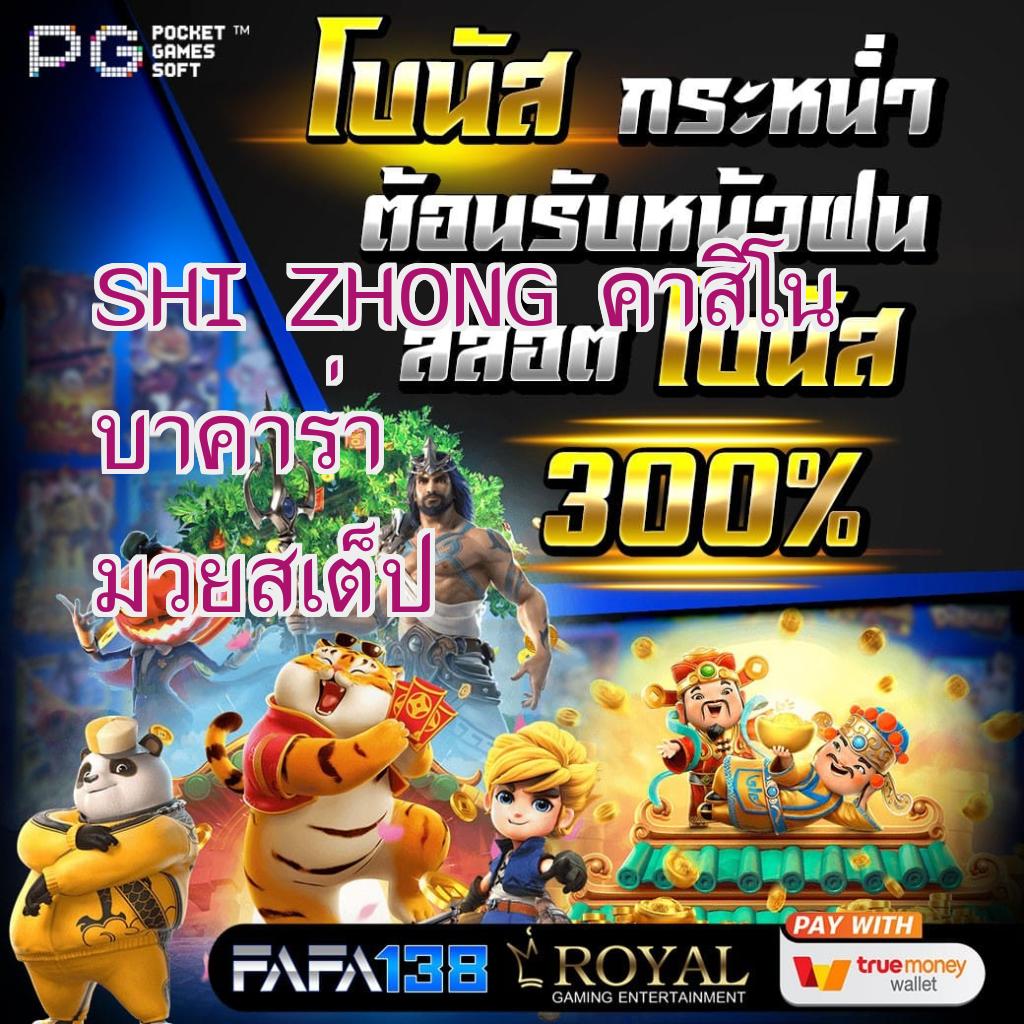 PG POCKET GAMES SOFT™
โบนัส กระหน่ำ
ต้อนรับหน้าฝน
SHI ZHONG คาสิโน
สลอต โบนัส
บาคาร่า
300%
มวยสเต็ป
FAFA138
ROYAL
GAMING ENTERTAINMENT
PAY WITH
truemoney
wallet